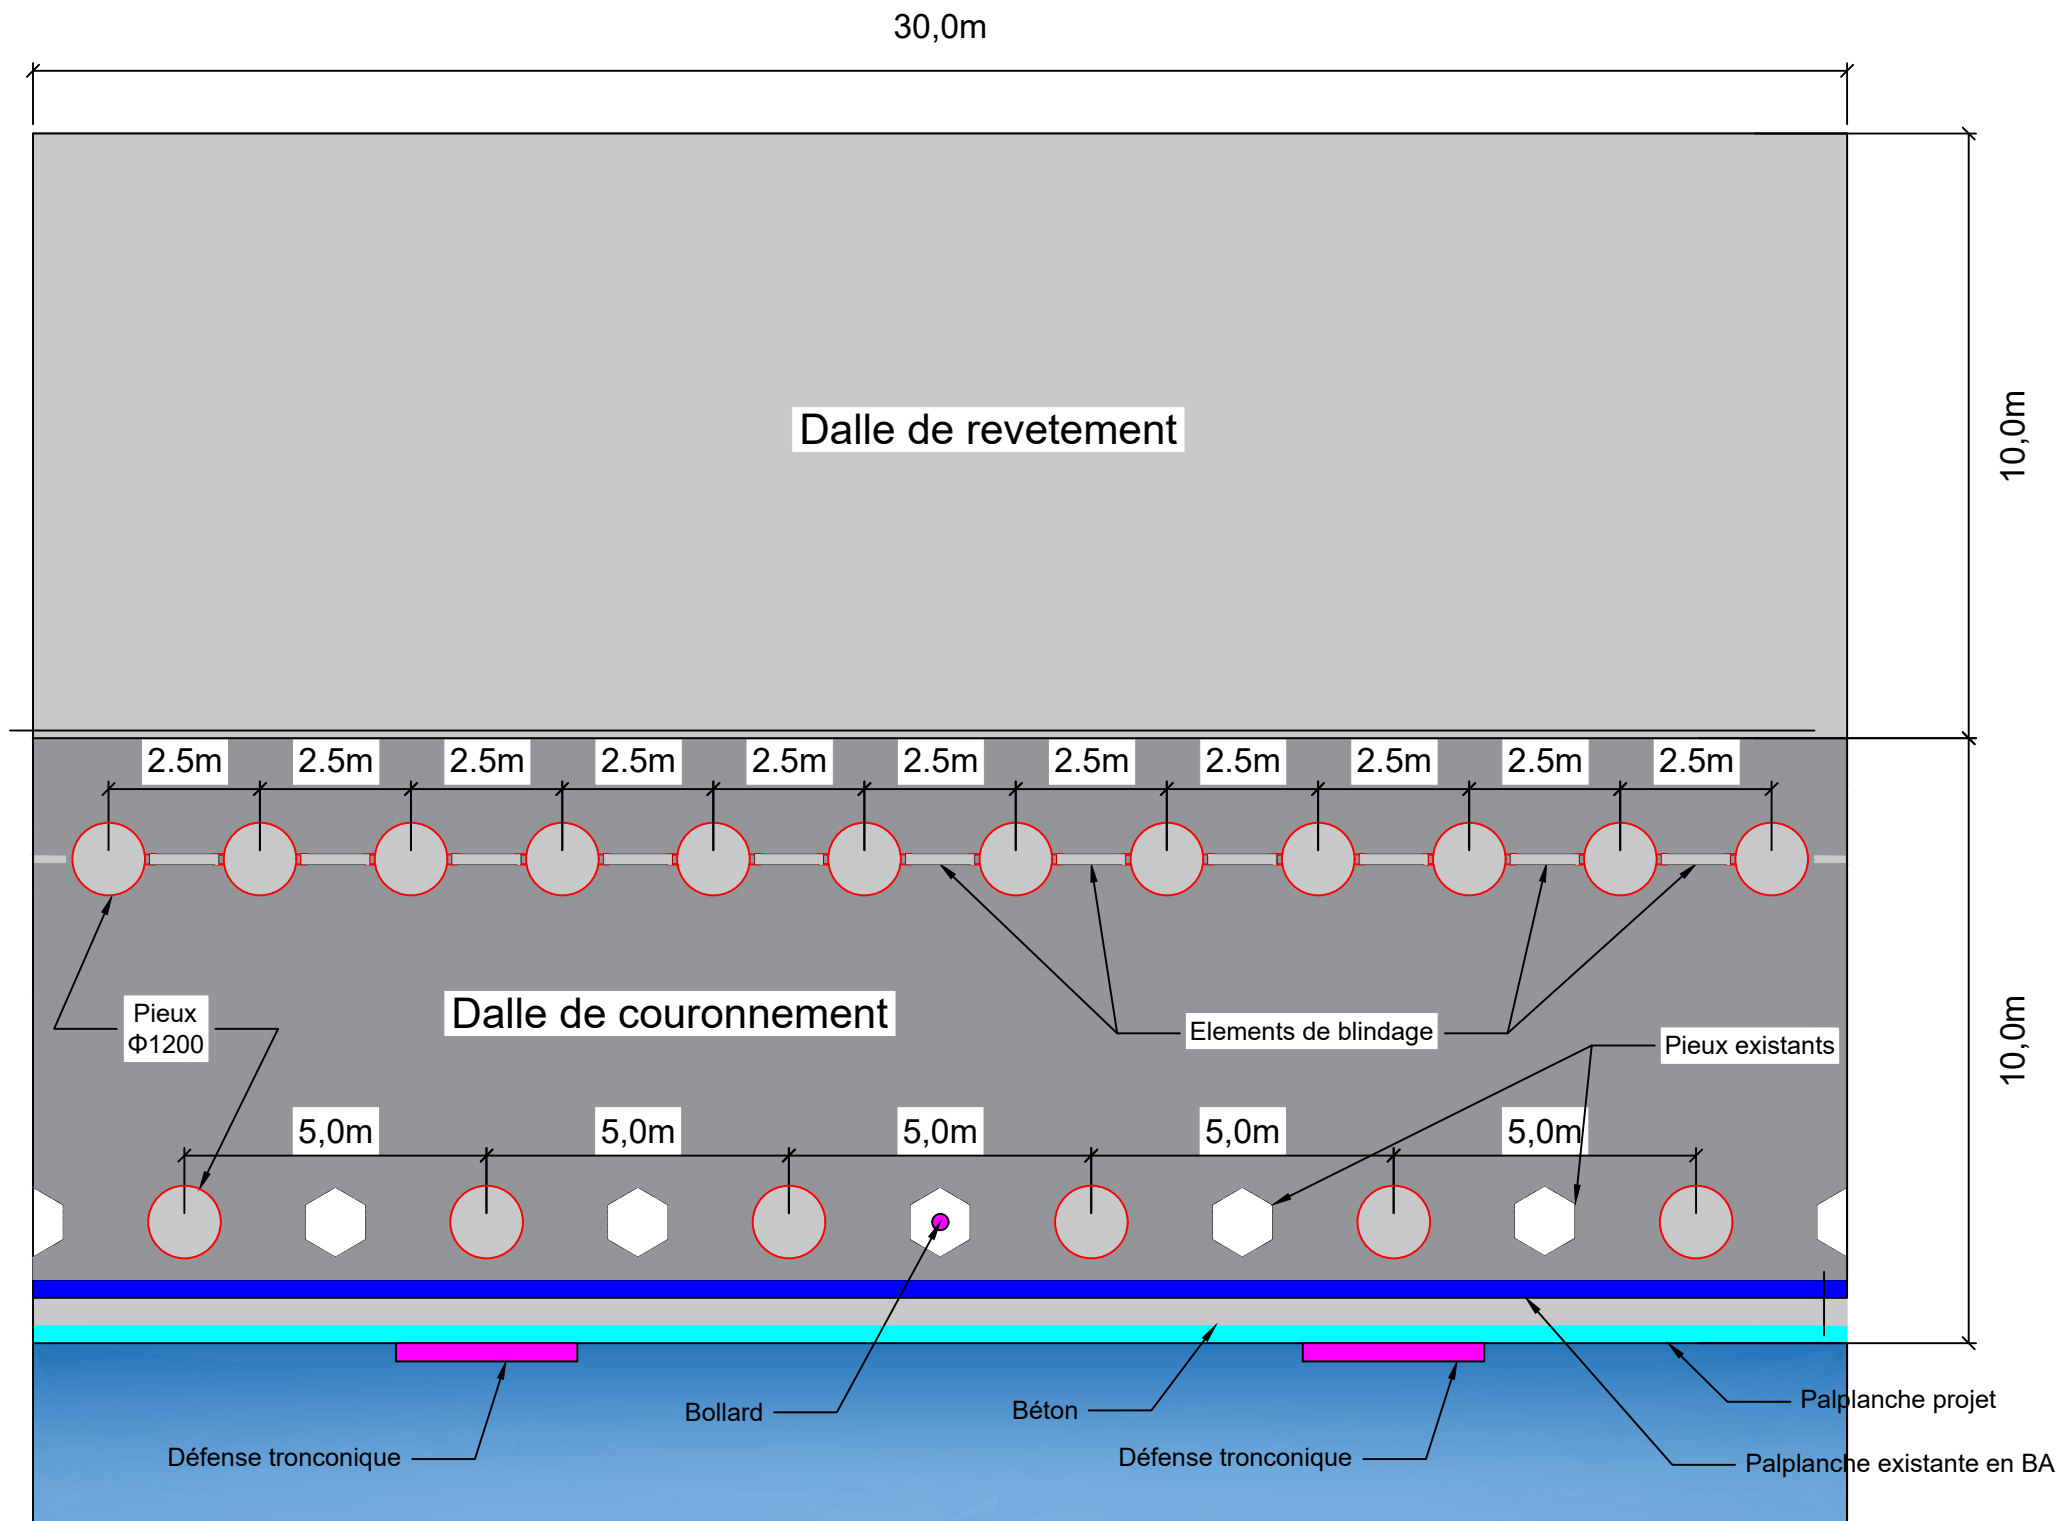 30,0m
Dalle de revetement
10,0m
2.5m 2.5m 2.5m 2.5m 2.5m 2.5m 2.5m 2.5m 2.5m 2.5m 2.5m
Pieux
Φ1200
Dalle de couronnement
Elements de blindage
Pieux existants
10,0m
5,0m 5,0m 5,0m 5,0m 5,0m
Palplanche projet
Bollard
Béton
Défense tronconique
Défense tronconique
Palplanche existante en BA